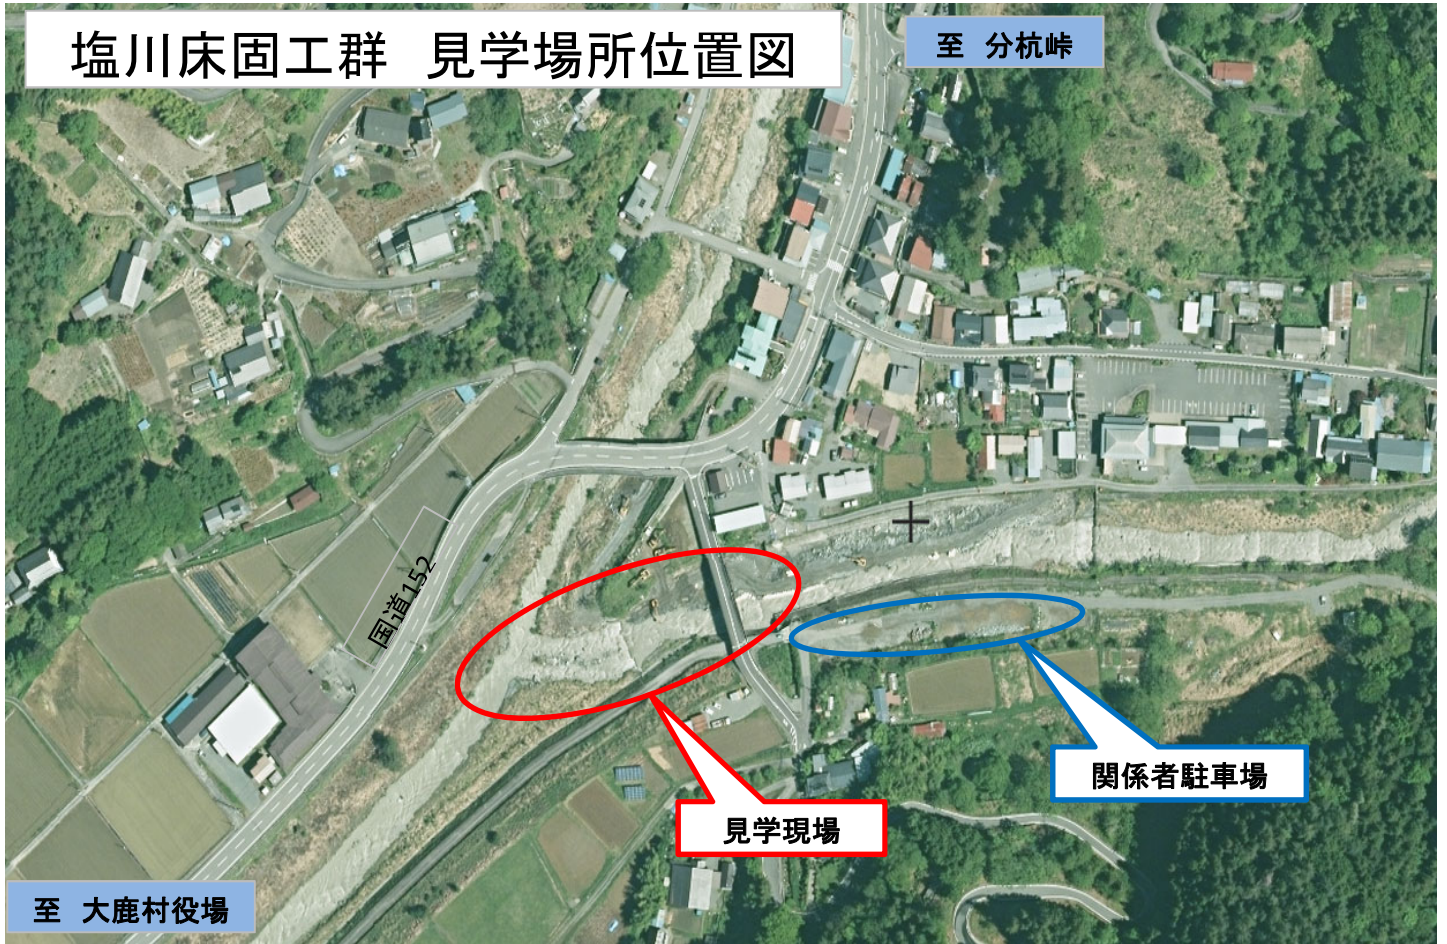 塩川床固工群　見学場所位置図
至　分杭峠
国道152
関係者駐車場
見学現場
至　大鹿村役場